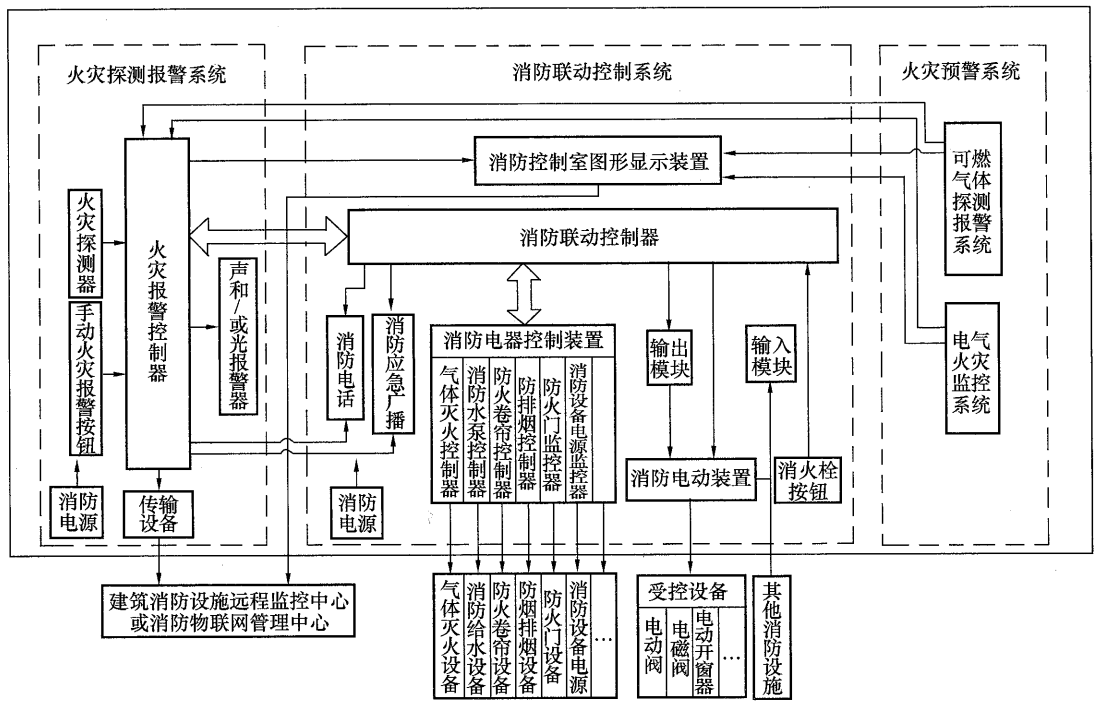 火灾探测报警系统
消防联动控制系统
火灾预警系统
火灾探测器
手动火灾报警按钮
消防
电源
火灾报警控制器
声和/或光报警器
传输
设备
消防控制室图形显示装置
消防联动控制器
消防电话
消防应急广播
消防
电源
消防电器控制装置
气体灭火控制器
消防水泵控制器
防火卷帘控制器
防排烟控制器
防火门监控器
消防设备电源监控器
…
输出
模块
输入
模块
消防电动装置
消火栓
按钮
可燃
气体
探测
报警
系统
电气
火灾
监控
系统
建筑消防设施远程监控中心
或消防物联网管理中心
气体灭火设备
消防给水设备
防火卷帘设备
防烟排烟设备
防火门设备
消防设备电源
…
受控设备
电动阀
电磁阀
电动开窗器
…
其他消防设施